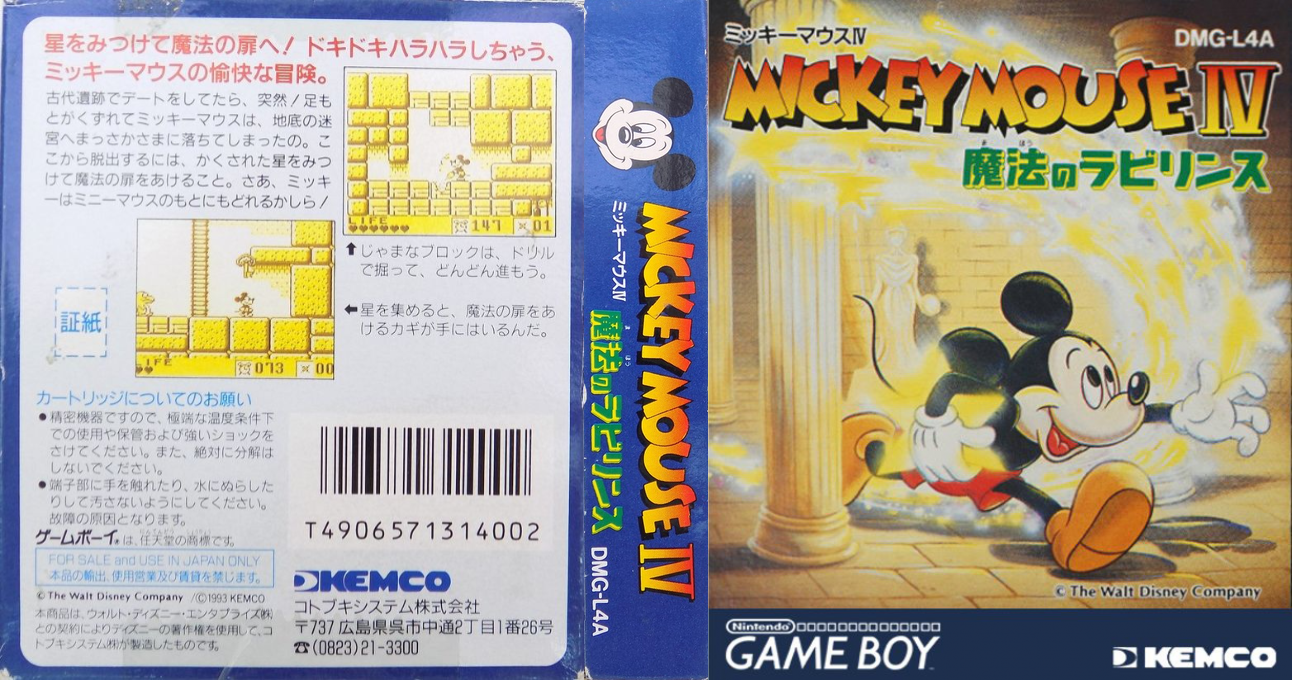 星をみつけて魔法の扉へ! ドキドキハラハラしちゃう、
ミッキーマウスの愉快な冒険。
古代遺跡でデートをしてたら、突然!足も
とがくずれてミッキーマウスは、地底の迷
宮へまっさかさまに落ちてしまったの。こ
こから脱出するには、かくされた星をみつ
けて魔法の扉をあけること。さあ、ミッキ
ーはミニーマウスのもとにもどれるかしら!
LIFE
147 ×01
↑じゃまなブロックは、ドリル
で掘って、どんどん進もう。
LIFE
073 ×00
←星を集めると、魔法の扉をあ
けるカギが手にはいるんだ。
証紙
カートリッジについてのお願い
●精密機器ですので、極端な温度条件下
での使用や保管および強いショックを
さけてください。また、絶対に分解は
しないでください。
●端子部に手を触れたり、水にぬらした
りして汚さないようにしてください。
故障の原因となります。
ゲームボーイ®は、任天堂の商標です。
FOR SALE and USE IN JAPAN ONLY
本品の輸出、使用営業及び賃貸を禁じます。
© The Walt Disney Company /©1993 KEMCO
本商品は、ウォルト・ディズニー・エンタプライズ㈱
との契約によりディズニーの著作権を使用して、コ
トブキシステム㈱が製造したものです。
T4906571314002
KEMCO
コトブキシステム株式会社
〒737 広島県呉市中通2丁目1番26号
☎(0823)21-3300
ミッキーマウスIV
MICKEY MOUSE IV
まほう
魔法のラビリンス
DMG-L4A
ミッキーマウスIV
DMG-L4A
MICKEY MOUSE IV
まほう
魔法のラビリンス
© The Walt Disney Company
Nintendo
GAME BOY™
KEMCO